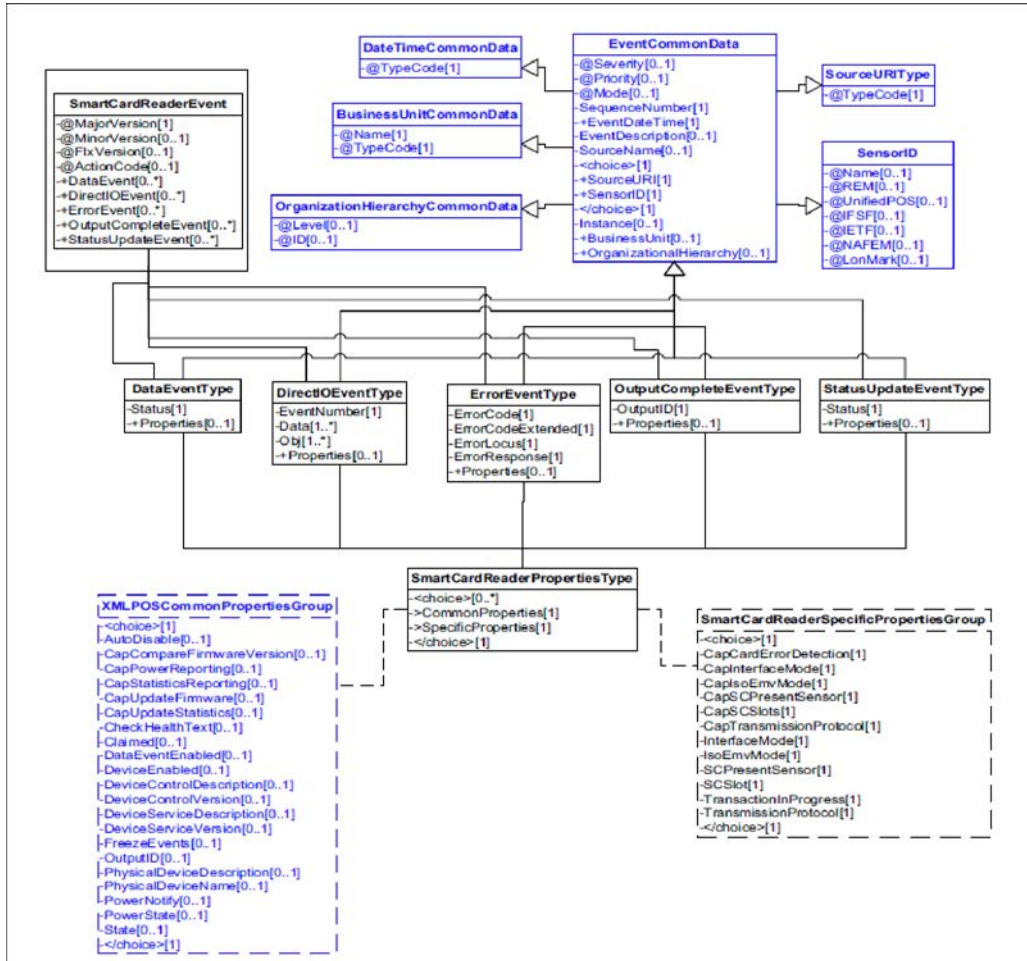 DateTimeCommonData
-@TypeCode[1]
EventCommonData
-@Severity[0..1]
-@Priority[0..1]
-@Mode[0..1]
-SequenceNumber[1]
-+EventDateTime[1]
-EventDescription[0..1]
-SourceName[0..1]
-<choice>[1]
-+SourceURI[1]
-+SensorID[1]
-</choice>[1]
-Instance[0..1]
-+BusinessUnit[0..1]
-+OrganizationalHierarchy[0..1]
SourceURIType
-@TypeCode[1]
SmartCardReaderEvent
-@MajorVersion[1]
-@MinorVersion[0..1]
-@FixVersion[0..1]
-@ActionCode[0..1]
-+DataEvent[0..*]
-+DirectIOEvent[0..*]
-+ErrorEvent[0..*]
-+OutputCompleteEvent[0..*]
-+StatusUpdateEvent[0..*]
BusinessUnitCommonData
-@Name[1]
-@TypeCode[1]
SensorID
-@Name[0..1]
-@REM[0..1]
-@UnifiedPOS[0..1]
-@IFSF[0..1]
-@IETF[0..1]
-@NAFEM[0..1]
-@LonMark[0..1]
OrganizationHierarchyCommonData
-@Level[0..1]
-@ID[0..1]
DataEventType
-Status[1]
-+Properties[0..1]
DirectIOEventType
-EventNumber[1]
-Data[1..*]
-Obj[1..*]
-+Properties[0..1]
ErrorEventType
-ErrorCode[1]
-ErrorCodeExtended[1]
-ErrorLocus[1]
-ErrorResponse[1]
-+Properties[0..1]
OutputCompleteEventType
-OutputID[1]
-+Properties[0..1]
StatusUpdateEventType
-Status[1]
-+Properties[0..1]
SmartCardReaderPropertiesType
-<choice>[0..*]
->CommonProperties[1]
->SpecificProperties[1]
-</choice>[1]
XMLPOSCommonPropertiesGroup
-<choice>[1]
-AutoDisable[0..1]
-CapCompareFirmwareVersion[0..1]
-CapPowerReporting[0..1]
-CapStatisticsReporting[0..1]
-CapUpdateFirmware[0..1]
-CapUpdateStatistics[0..1]
-CheckHealthText[0..1]
-Claimed[0..1]
-DataEventEnabled[0..1]
-DeviceEnabled[0..1]
-DeviceControlDescription[0..1]
-DeviceControlVersion[0..1]
-DeviceServiceDescription[0..1]
-DeviceServiceVersion[0..1]
-FreezeEvents[0..1]
-OutputID[0..1]
-PhysicalDeviceDescription[0..1]
-PhysicalDeviceName[0..1]
-PowerNotify[0..1]
-PowerState[0..1]
-State[0..1]
-</choice>[1]
SmartCardReaderSpecificPropertiesGroup
-<choice>[1]
-CapCardErrorDetection[1]
-CapInterfaceMode[1]
-CapIsoEmvMode[1]
-CapSCPresentSensor[1]
-CapSCSlots[1]
-CapTransmissionProtocol[1]
-InterfaceMode[1]
-IsoEmvMode[1]
-SCPresentSensor[1]
-SCSlot[1]
-TransactionInProgress[1]
-TransmissionProtocol[1]
-</choice>[1]